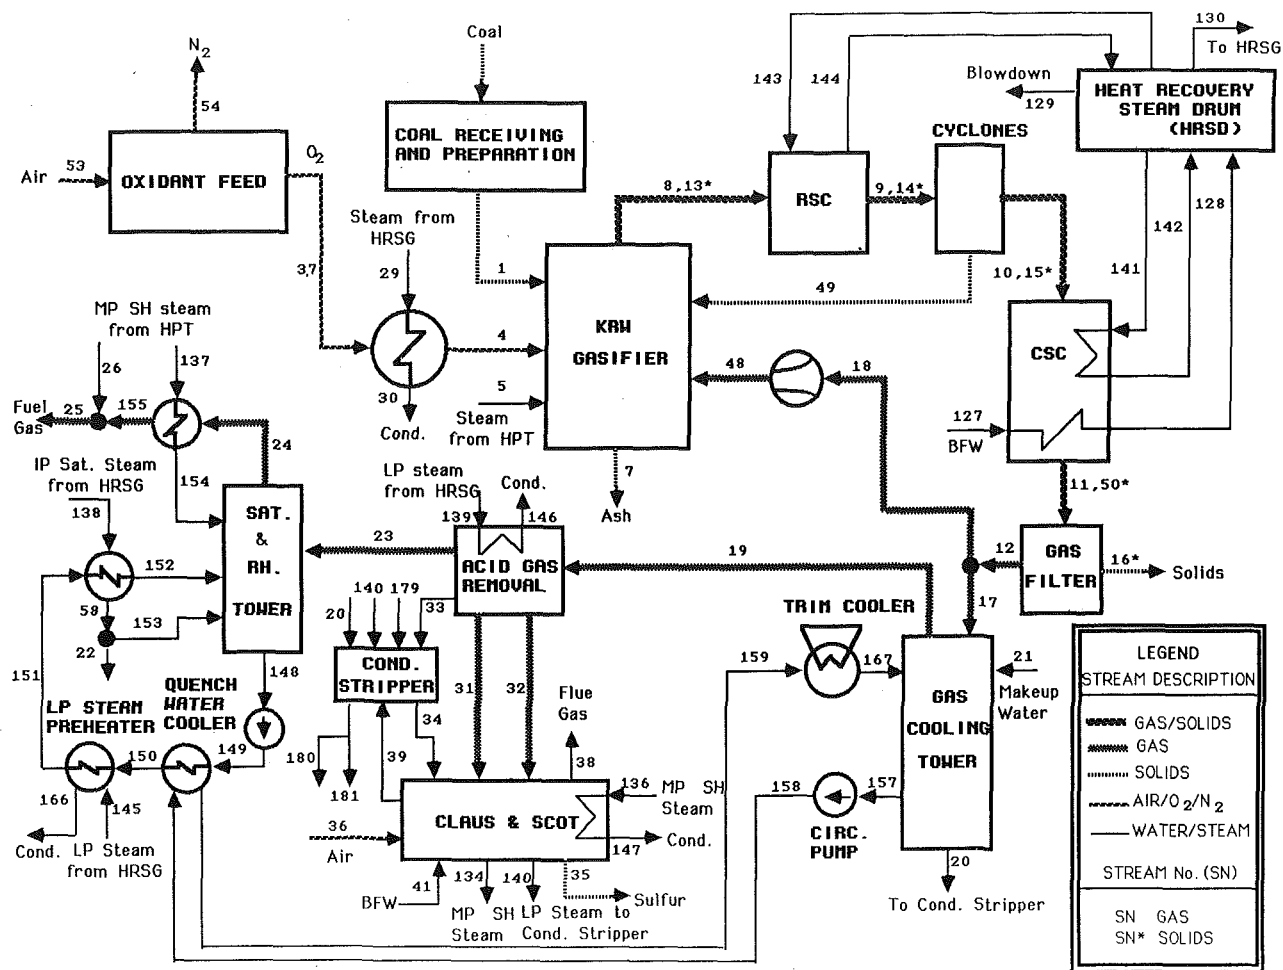 N2
54
53
Air
OXIDANT FEED
O2
3,7
Coal
COAL RECEIVING
AND PREPARATION
1
Steam from
HRSG
29
4
30
Cond.
5
Steam
from HPT
KRW
GASIFIER
7
Ash
8,13*
RSC
9,14*
CYCLONES
143
144
130
To HRSG
Blowdown
129
HEAT RECOVERY
STEAM DRUM
(HRSD)
142
128
141
10,15*
49
CSC
127
BFW
48
18
11,50*
12
GAS
FILTER
16*
Solids
17
MP SH steam
from HPT
26
137
Fuel
Gas
25
155
24
154
IP Sat. Steam
from HRSG
138
152
58
153
22
151
SAT.
&
RH.
TOWER
148
QUENCH
WATER
COOLER
LP STEAM
PREHEATER
150
149
166
145
Cond.
LP Steam
from HRSG
LP steam
from HRSG
139
Cond.
146
23
ACID GAS
REMOVAL
19
20
140
179
33
COND.
STRIPPER
31
32
34
39
180
181
Flue
Gas
38
CLAUS & SCOT
136
MP SH
Steam
147
Cond.
36
Air
41
BFW
134
MP SH
Steam
140
LP Steam to
Cond. Stripper
35
Sulfur
TRIM COOLER
159
167
GAS
COOLING
TOWER
21
Makeup
Water
158
157
CIRC.
PUMP
20
To Cond. Stripper
LEGEND
STREAM DESCRIPTION
GAS/SOLIDS
GAS
SOLIDS
AIR/O2/N2
WATER/STEAM
STREAM No.(SN)
SN GAS
SN* SOLIDS